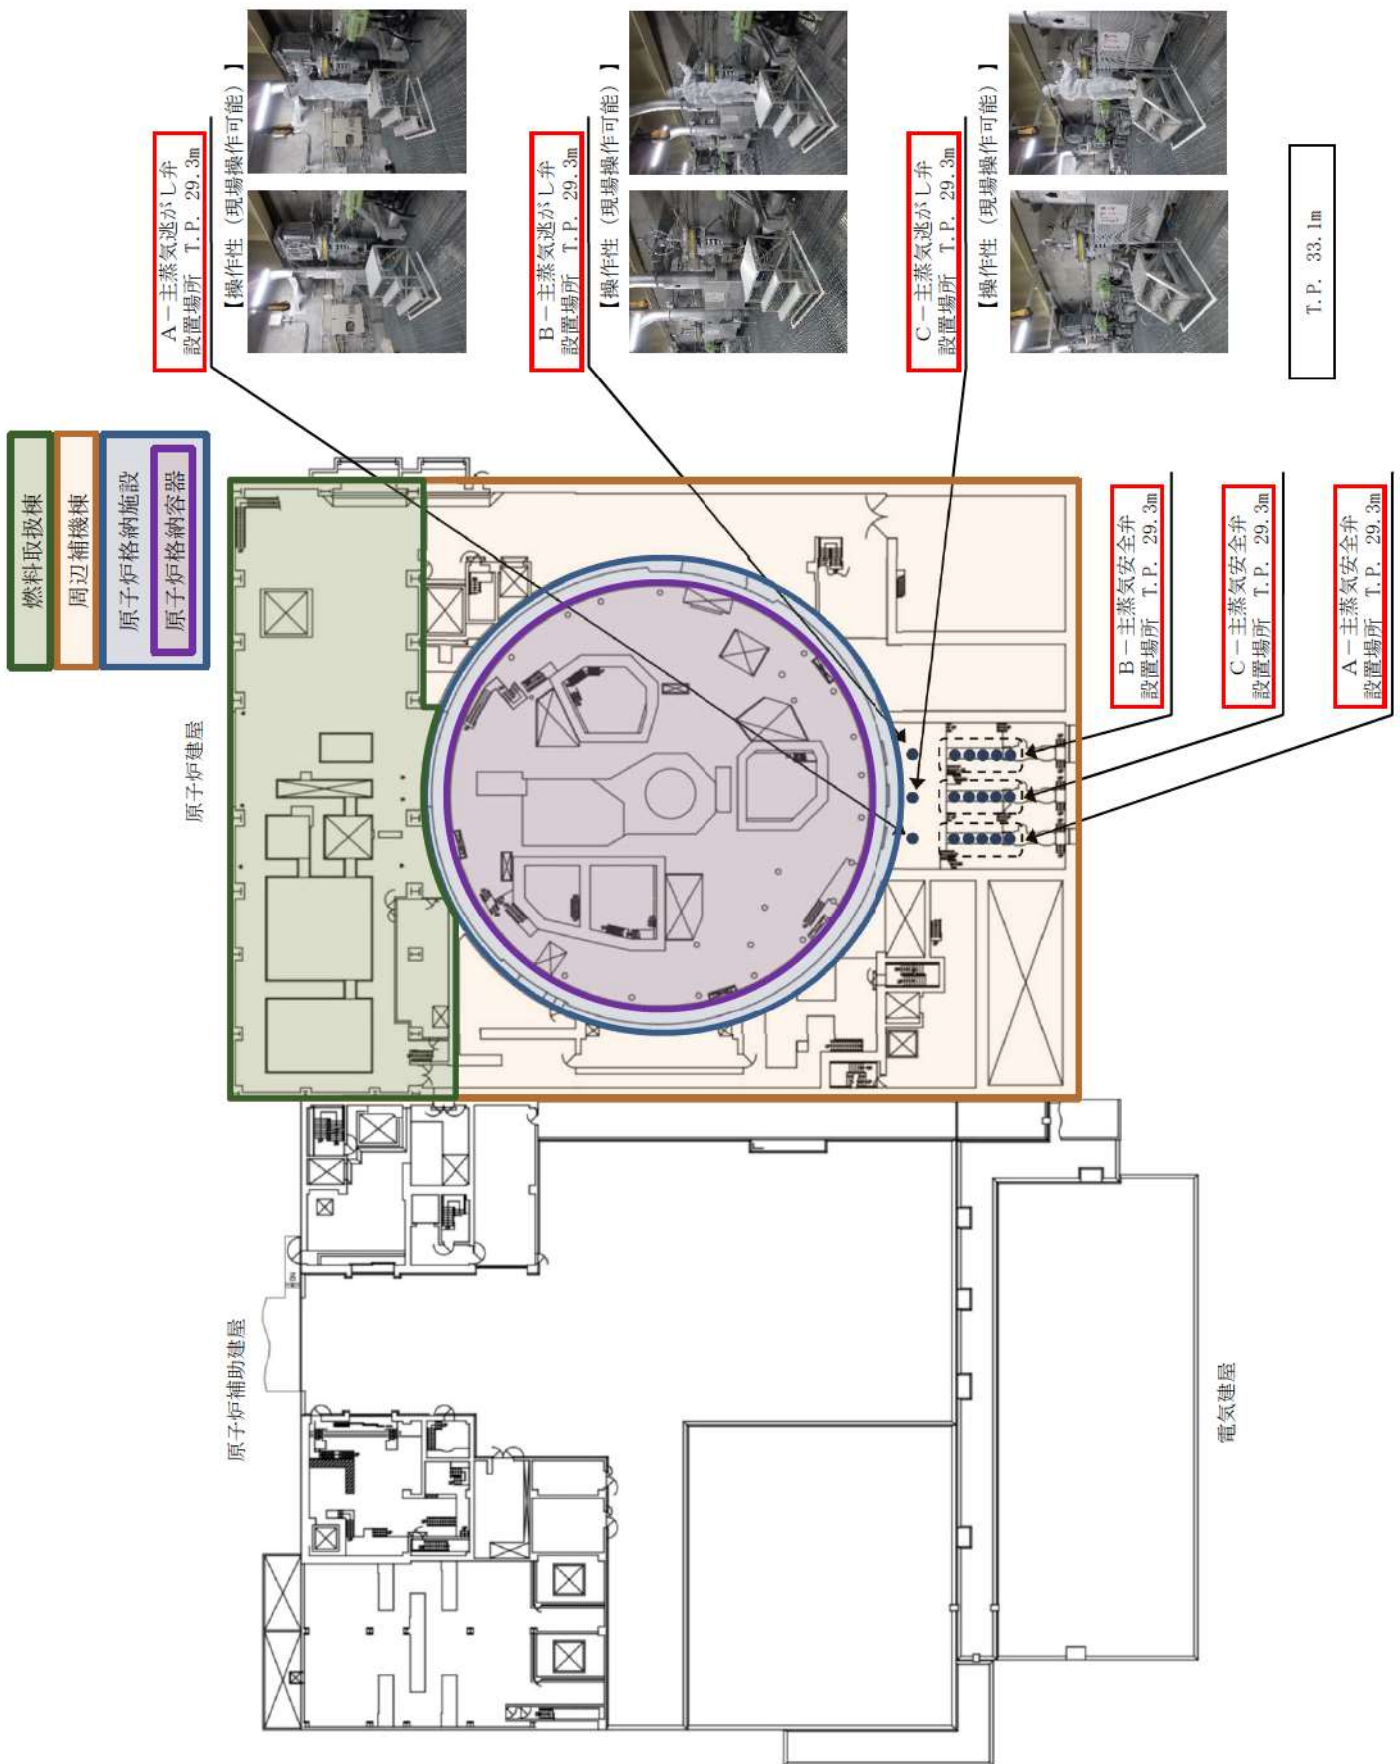 燃料取扱棟
周辺補機棟
原子炉格納施設
原子炉格納容器
原子炉建屋
原子炉補助建屋
電気建屋
A－主蒸気逃がし弁
設置場所 T.P. 29.3m
【操作性（現場操作可能）】
B－主蒸気逃がし弁
設置場所 T.P. 29.3m
【操作性（現場操作可能）】
C－主蒸気逃がし弁
設置場所 T.P. 29.3m
【操作性（現場操作可能）】
B－主蒸気安全弁
設置場所 T.P. 29.3m
C－主蒸気安全弁
設置場所 T.P. 29.3m
A－主蒸気安全弁
設置場所 T.P. 29.3m
T.P. 33.1m